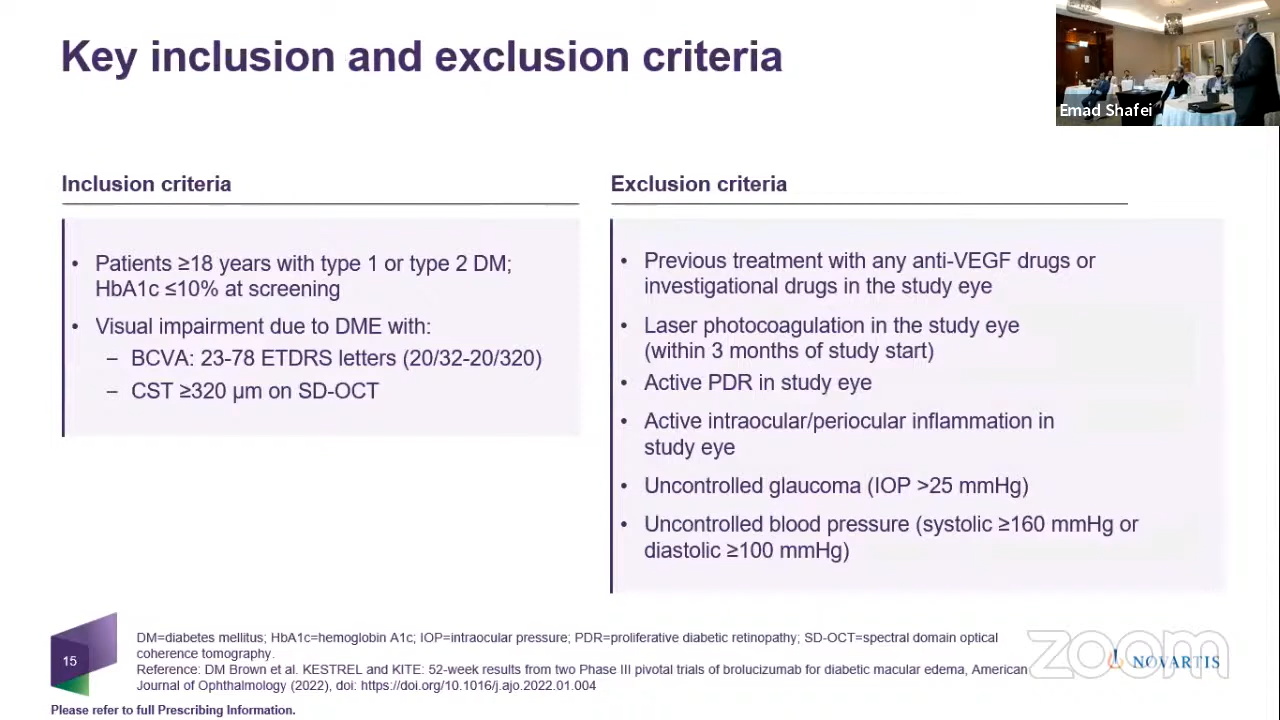 Key inclusion and exclusion criteria
Emad Shafei
Inclusion criteria
• Patients ≥18 years with type 1 or type 2 DM;
HbA1c ≤10% at screening
• Visual impairment due to DME with:
– BCVA: 23-78 ETDRS letters (20/32-20/320)
– CST ≥320 µm on SD-OCT
Exclusion criteria
• Previous treatment with any anti-VEGF drugs or
investigational drugs in the study eye
• Laser photocoagulation in the study eye
(within 3 months of study start)
• Active PDR in study eye
• Active intraocular/periocular inflammation in
study eye
• Uncontrolled glaucoma (IOP >25 mmHg)
• Uncontrolled blood pressure (systolic ≥160 mmHg or
diastolic ≥100 mmHg)
15
DM=diabetes mellitus; HbA1c=hemoglobin A1c; IOP=intraocular pressure; PDR=proliferative diabetic retinopathy; SD-OCT=spectral domain optical
coherence tomography.
Reference: DM Brown et al. KESTREL and KITE: 52-week results from two Phase III pivotal trials of brolucizumab for diabetic macular edema, American
Journal of Ophthalmology (2022), doi: https://doi.org/10.1016/j.ajo.2022.01.004
zoom
NOVARTIS
Please refer to full Prescribing Information.